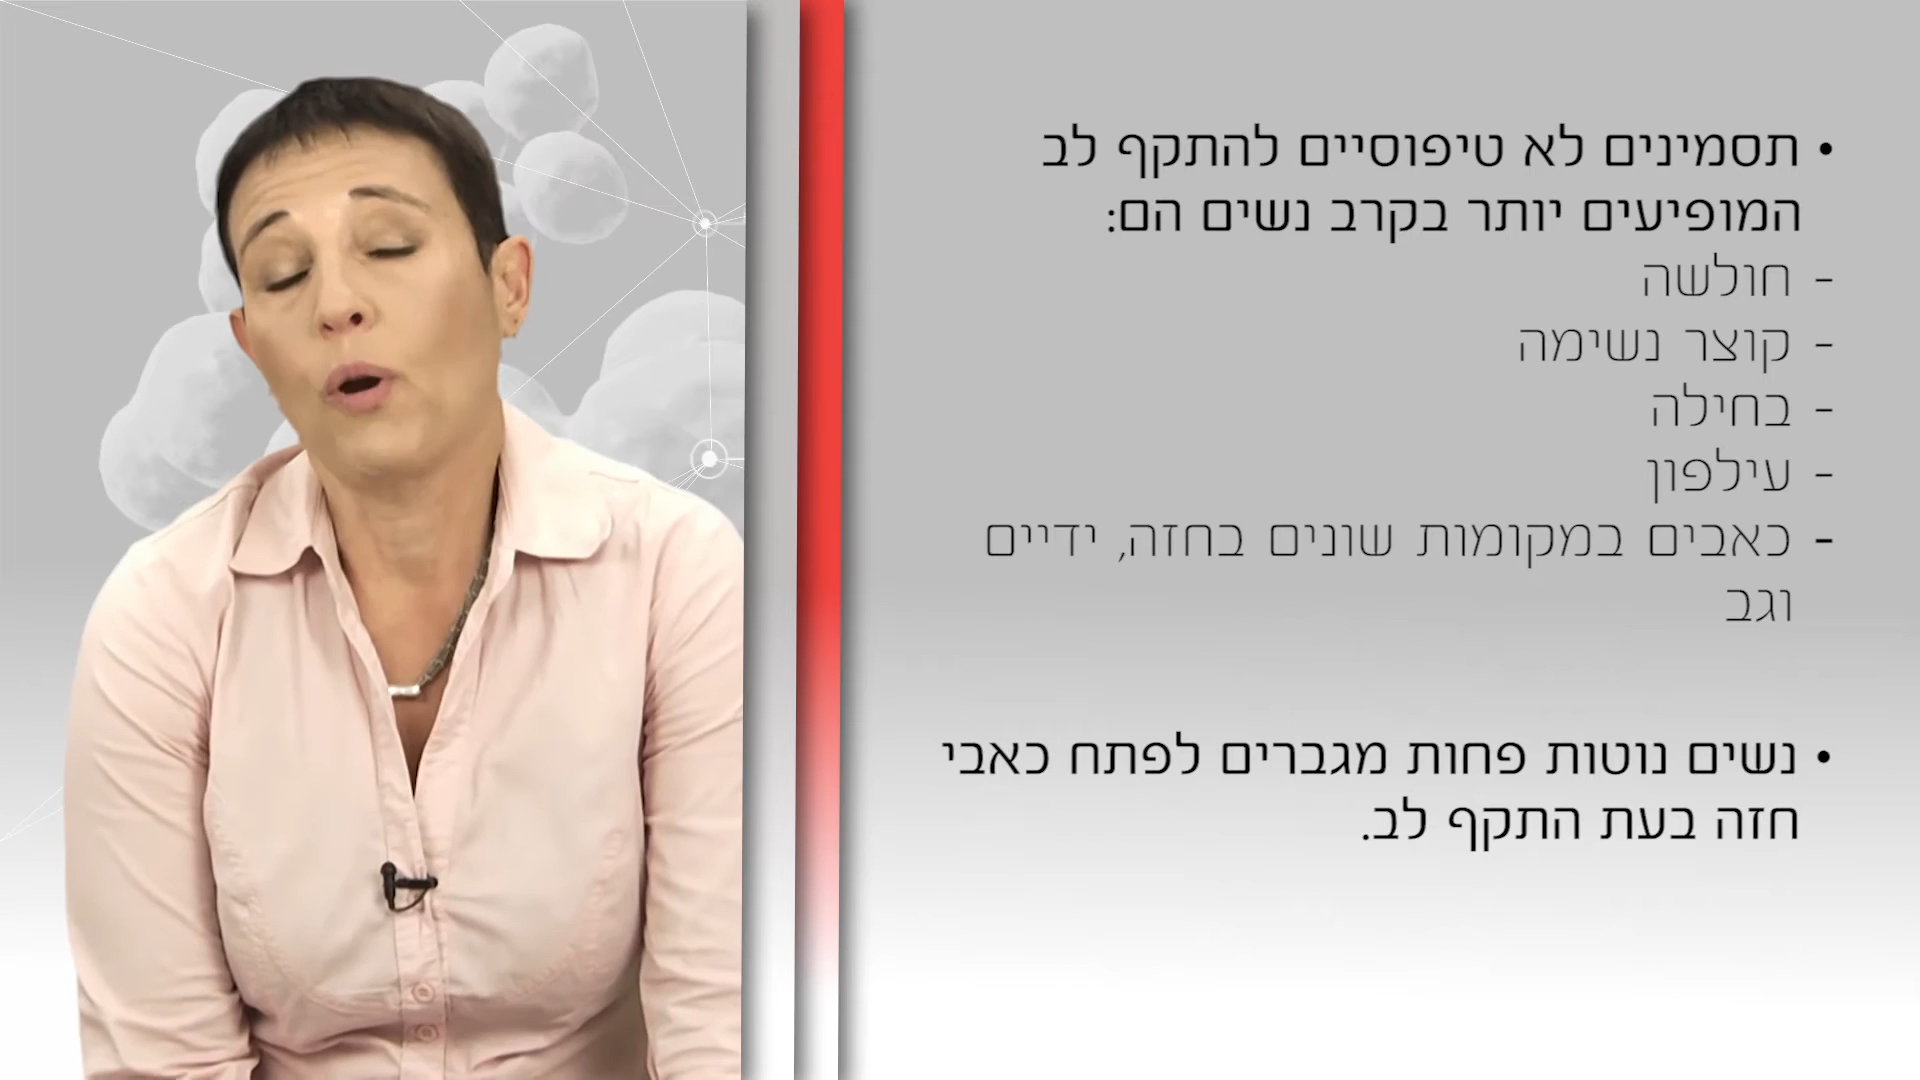 • תסמינים לא טיפוסיים להתקף לב
המופיעים יותר בקרב נשים הם:
- חולשה
- קוצר נשימה
- בחילה
- עילפון
- כאבים במקומות שונים בחזה, ידיים
וגב
• נשים נוטות פחות מגברים לפתח כאבי
חזה בעת התקף לב.